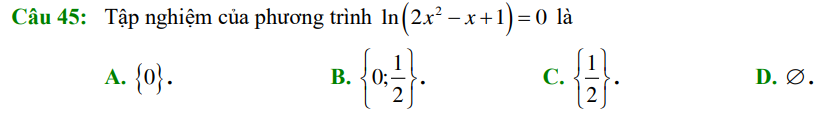 Câu 45: Tập nghiệm của phương trình ln(2x² − x + 1) = 0 là
A. {0}. B. {0; 1/2}. C. {1/2}. D. ∅.